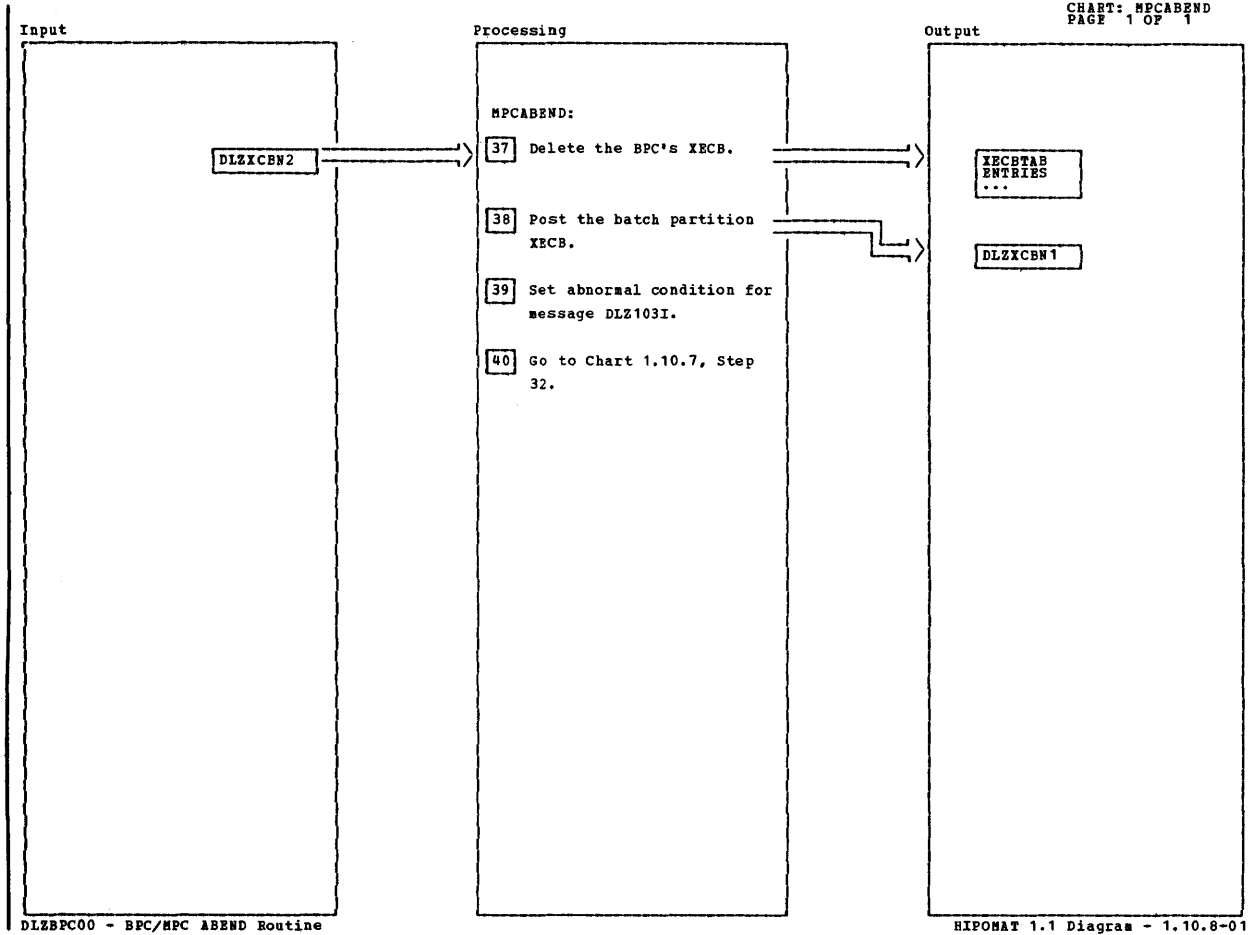 CHART: MPCABEND
PAGE 1 OF 1
Input
Processing
Output
MPCABEND:
DLZXCBN2
37 Delete the BPC's XECB.
XECBTAB
ENTRIES
...
38 Post the batch partition
XECB.
DLZXCBN1
39 Set abnormal condition for
message DLZ103I.
40 Go to Chart 1.10.7, Step
32.
DLZBPC00 - BPC/MPC ABEND Routine
HIPOMAT 1.1 Diagram - 1.10.8-01